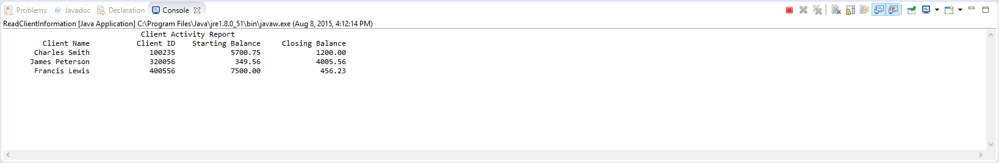 Problems @ Javadoc Declaration Console
ReadClientInformation [Java Application] C:\Program Files\Java\jre1.8.0_51\bin\javaw.exe (Aug 8, 2015, 4:12:14 PM)
Client Activity Report
Client Name Client ID Starting Balance Closing Balance
Charles Smith 100235 5700.75 1200.00
James Peterson 320056 349.56 4005.56
Francis Lewis 400556 7500.00 456.23